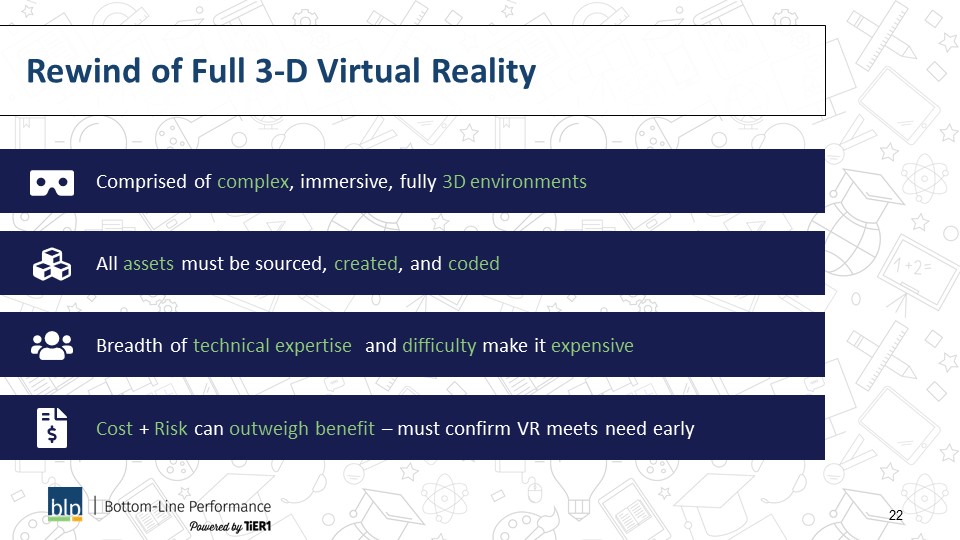 Rewind of Full 3-D Virtual Reality
Comprised of complex, immersive, fully 3D environments
All assets must be sourced, created, and coded
Breadth of technical expertise and difficulty make it expensive
$
Cost + Risk can outweigh benefit – must confirm VR meets need early
1+2=
blp | Bottom-Line Performance
Powered by TiER1
22